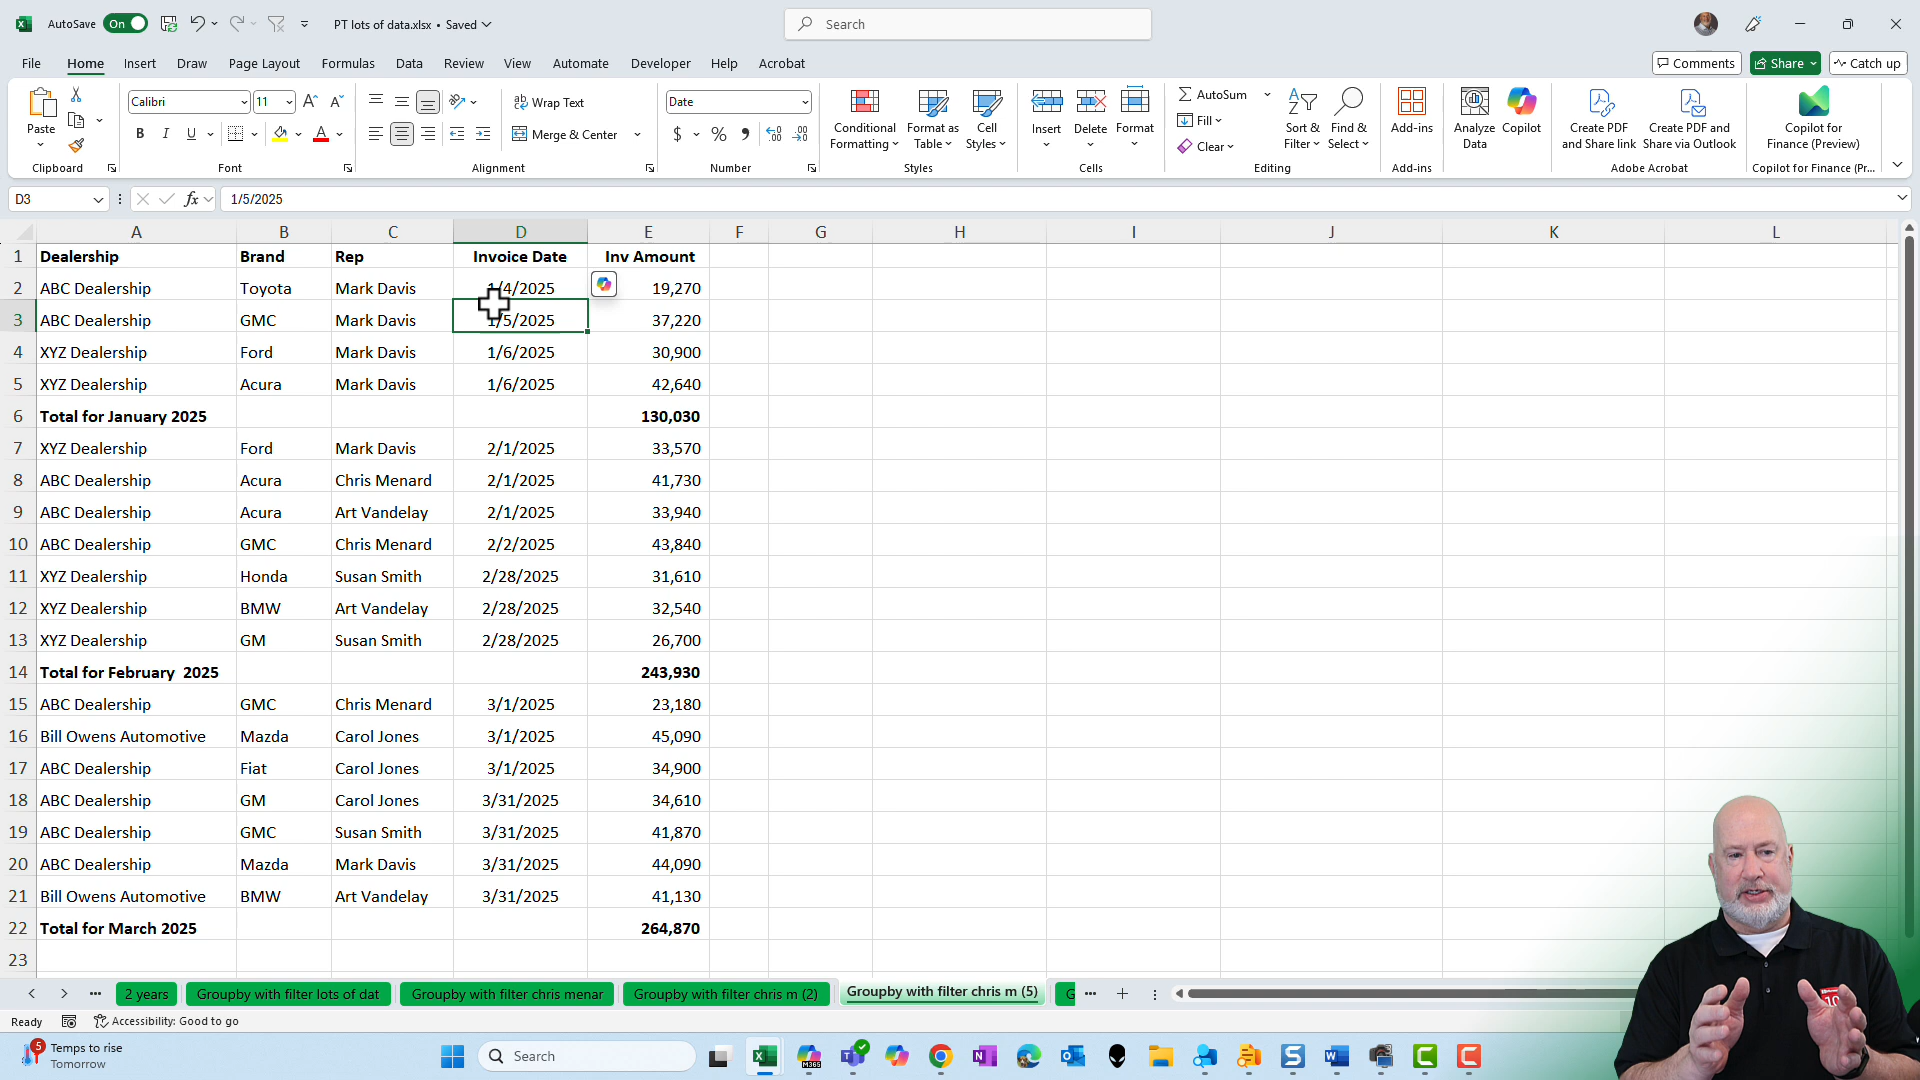 AutoSave On PT lots of data.xlsx • Saved Search
File Home Insert Draw Page Layout Formulas Data Review View Automate Developer Help Acrobat Comments Share Catch up
Paste Calibri 11 Wrap Text Date Conditional Formatting Format as Table Cell Styles Insert Delete Format AutoSum Sort & Filter Find & Select Add-ins Analyze Data Copilot Create PDF and Share link Create PDF and Share via Outlook Copilot for Finance (Preview)
B I U A Merge & Center $ % Fill Clear
Clipboard Font Alignment Number Styles Cells Editing Add-ins Adobe Acrobat Copilot for Finance (Pr...
D3 fx 1/5/2025
A B C D E F G H I J K L
1 Dealership Brand Rep Invoice Date Inv Amount
2 ABC Dealership Toyota Mark Davis 1/4/2025 19,270
3 ABC Dealership GMC Mark Davis 1/5/2025 37,220
4 XYZ Dealership Ford Mark Davis 1/6/2025 30,900
5 XYZ Dealership Acura Mark Davis 1/6/2025 42,640
6 Total for January 2025 130,030
7 XYZ Dealership Ford Mark Davis 2/1/2025 33,570
8 ABC Dealership Acura Chris Menard 2/1/2025 41,730
9 ABC Dealership Acura Art Vandelay 2/1/2025 33,940
10 ABC Dealership GMC Chris Menard 2/2/2025 43,840
11 XYZ Dealership Honda Susan Smith 2/28/2025 31,610
12 XYZ Dealership BMW Art Vandelay 2/28/2025 32,540
13 XYZ Dealership GM Susan Smith 2/28/2025 26,700
14 Total for February  2025 243,930
15 ABC Dealership GMC Chris Menard 3/1/2025 23,180
16 Bill Owens Automotive Mazda Carol Jones 3/1/2025 45,090
17 ABC Dealership Fiat Carol Jones 3/1/2025 34,900
18 ABC Dealership GM Carol Jones 3/31/2025 34,610
19 ABC Dealership GMC Susan Smith 3/31/2025 41,870
20 ABC Dealership Mazda Mark Davis 3/31/2025 44,090
21 Bill Owens Automotive BMW Art Vandelay 3/31/2025 41,130
22 Total for March 2025 264,870
23
2 years Groupby with filter lots of dat Groupby with filter chris menar Groupby with filter chris m (2) Groupby with filter chris m (5) G
Ready Accessibility: Good to go
5 Temps to rise
Tomorrow
Search
M365